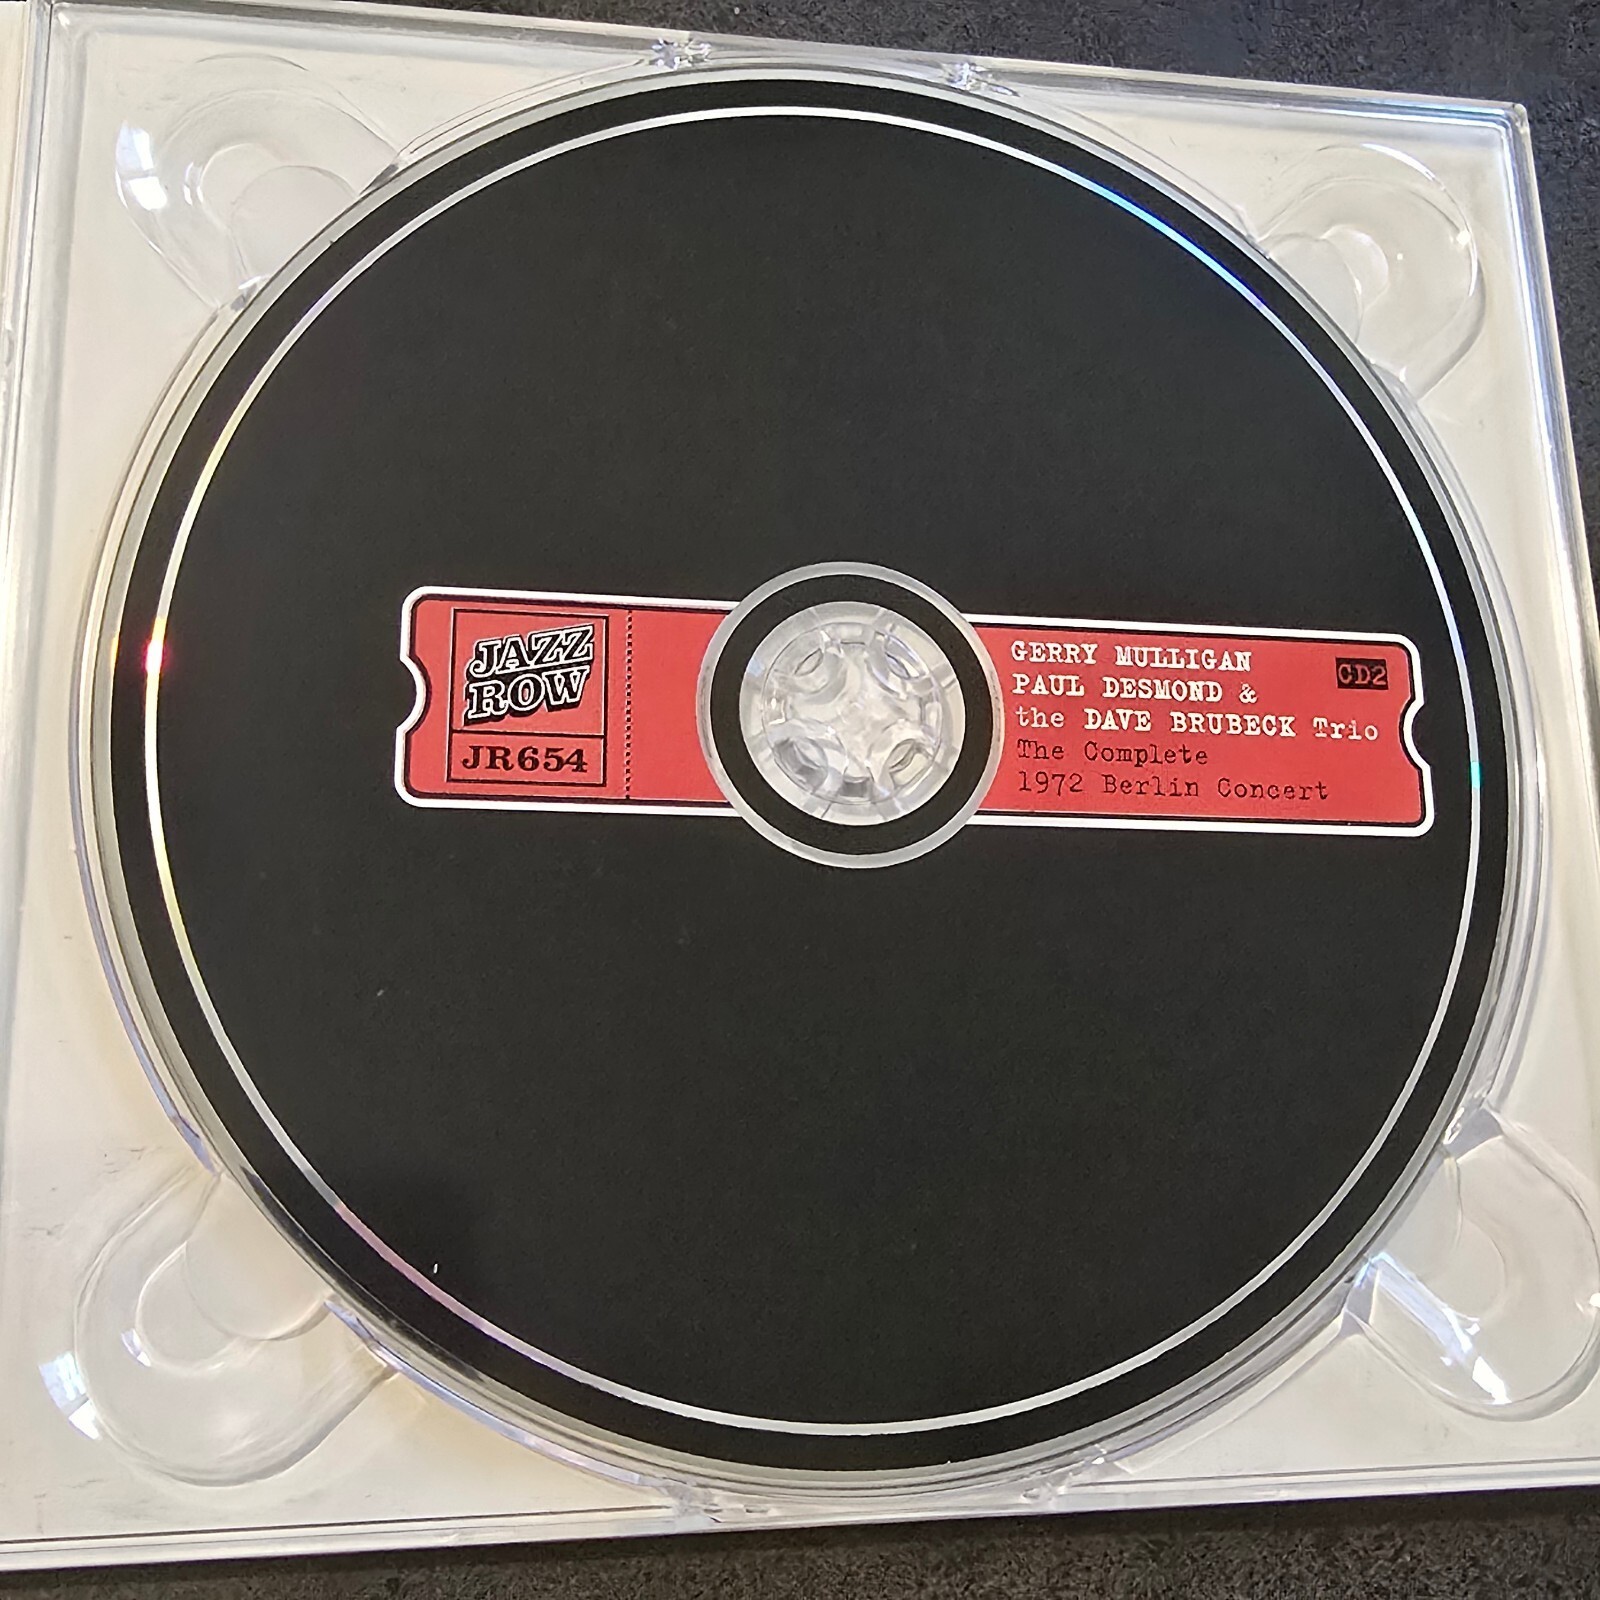 JAZZ
ROW
JR654
GERRY MULLIGAN
PAUL DESMOND &
the DAVE BRUBECK Trio
The Complete
1972 Berlin Concert
CD2